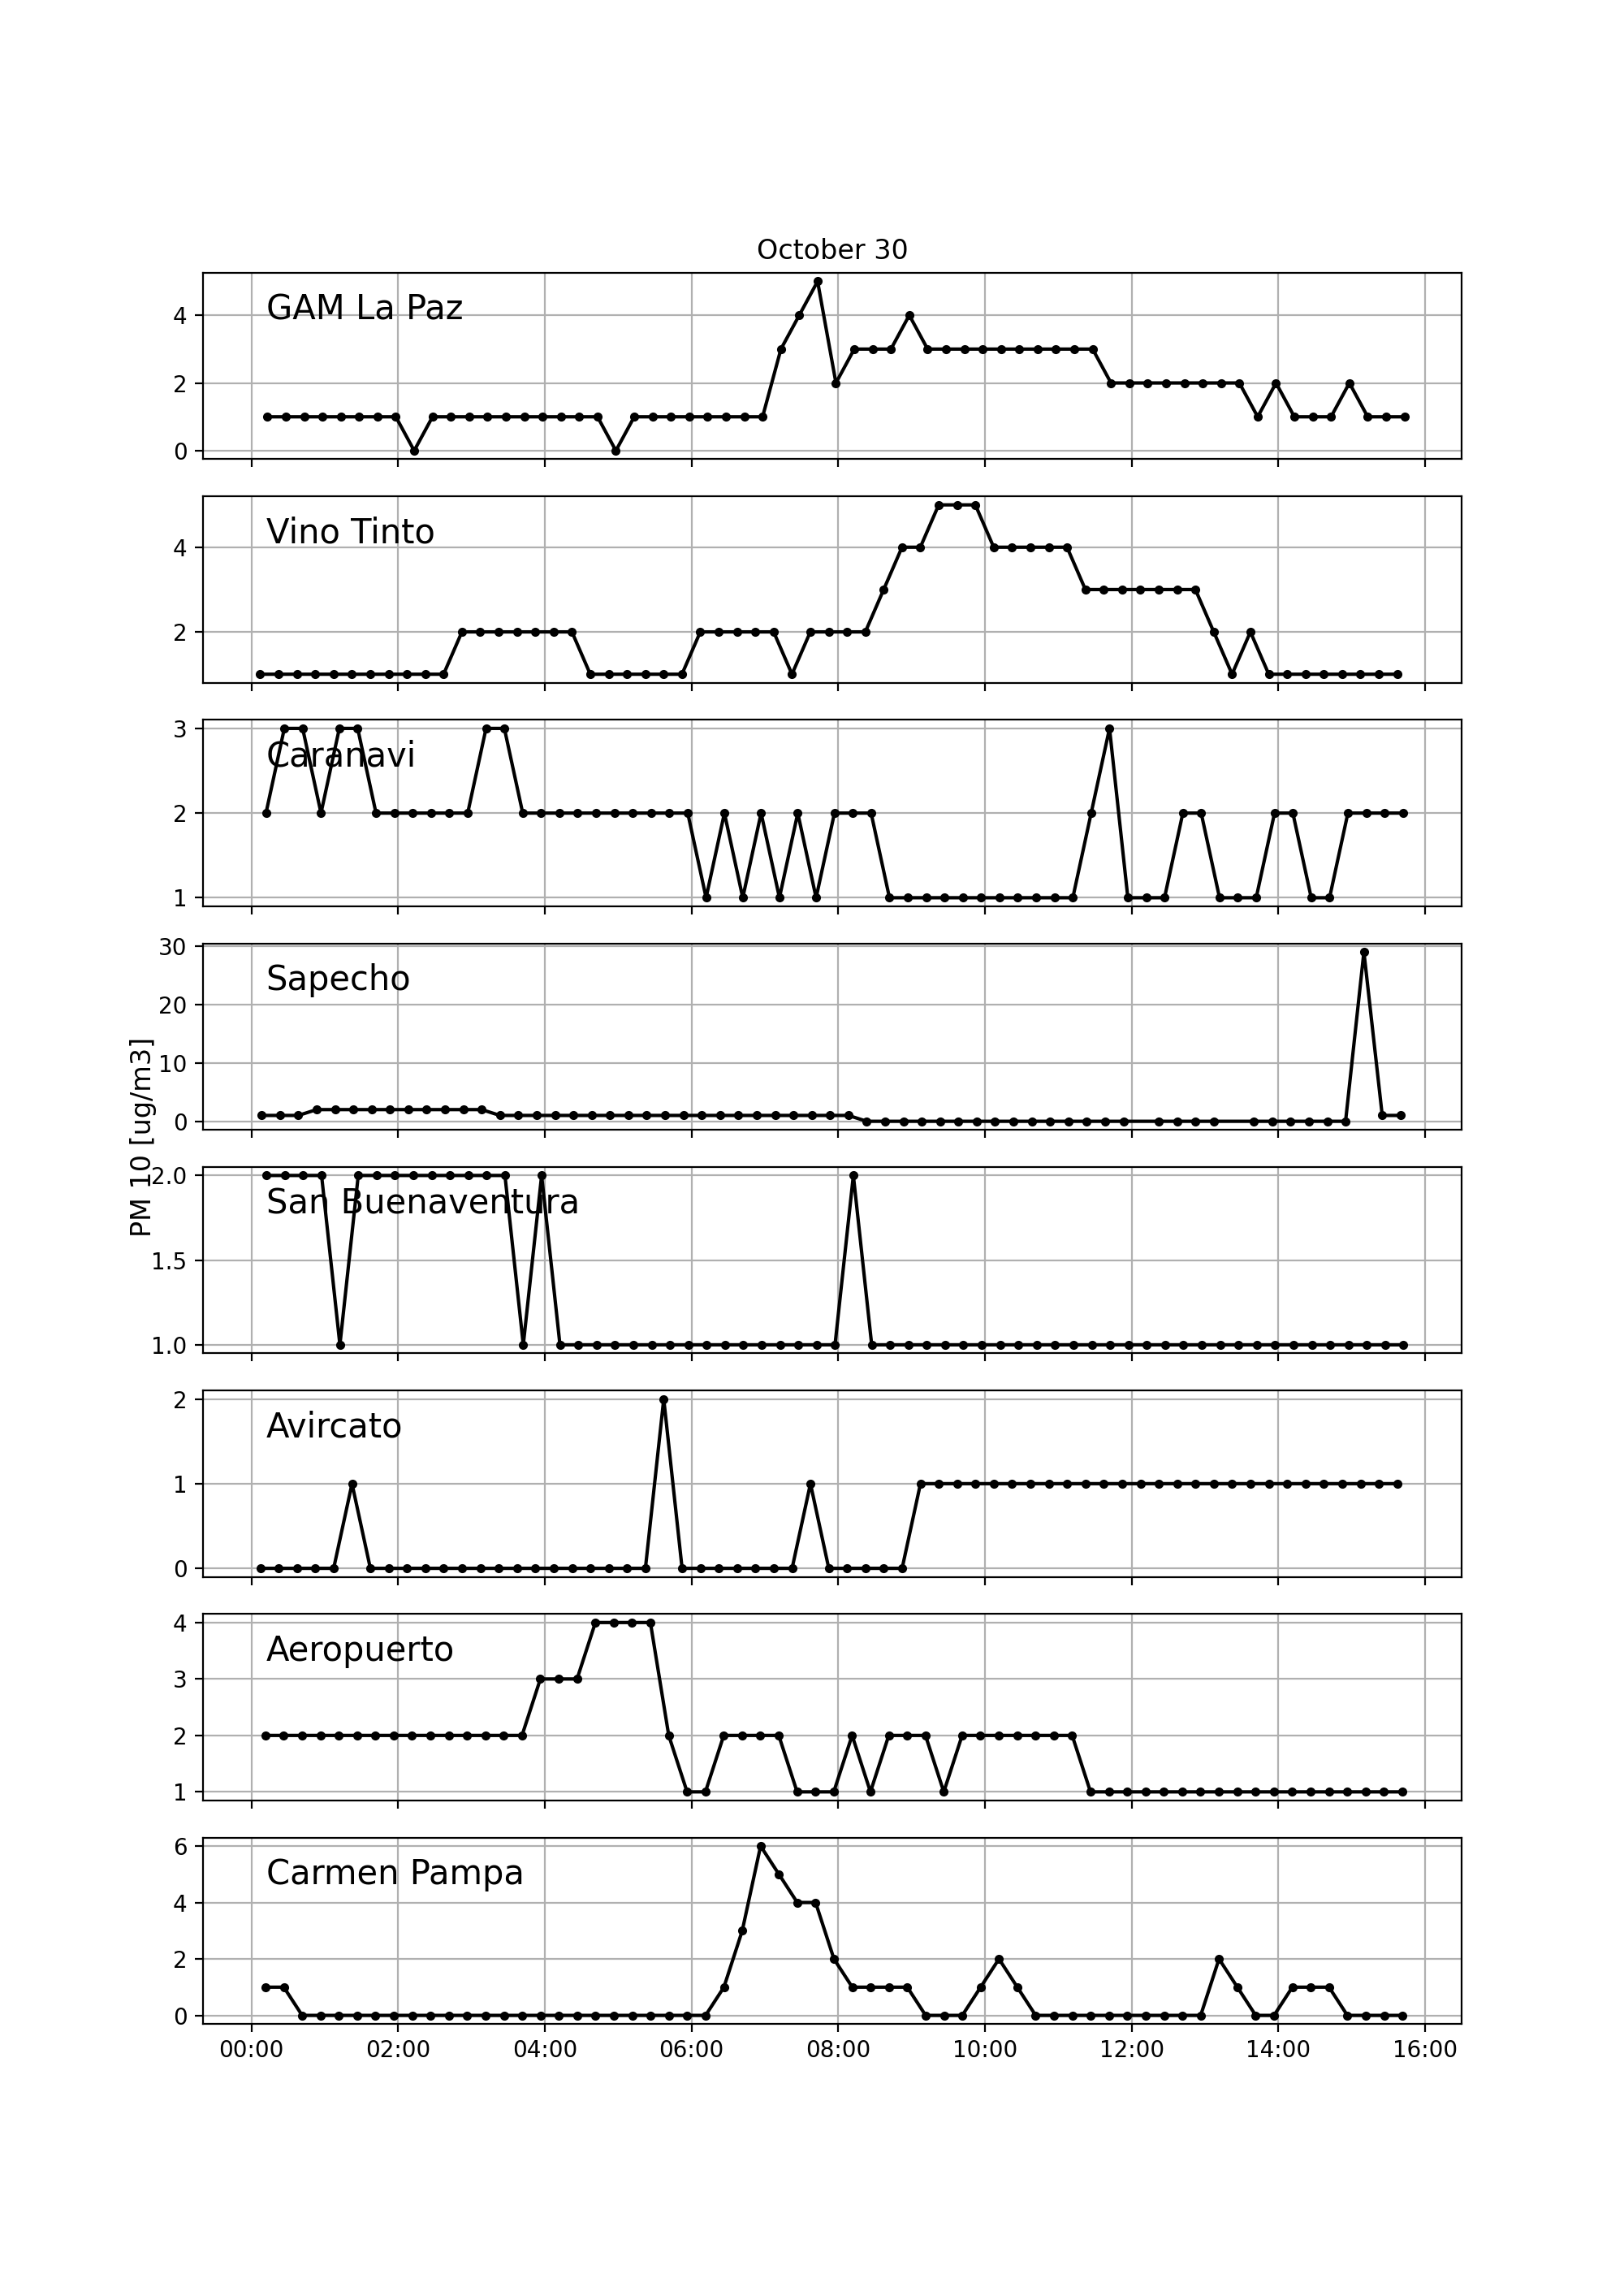 October 30
GAM La Paz
4
2
0
Vino Tinto
4
2
Caranavi
3
2
1
Sapecho
30
20
10
0
PM 10 [ug/m3]
San Buenaventura
2.0
1.5
1.0
Avircato
2
1
0
Aeropuerto
4
3
2
1
Carmen Pampa
6
4
2
0
00:00 02:00 04:00 06:00 08:00 10:00 12:00 14:00 16:00